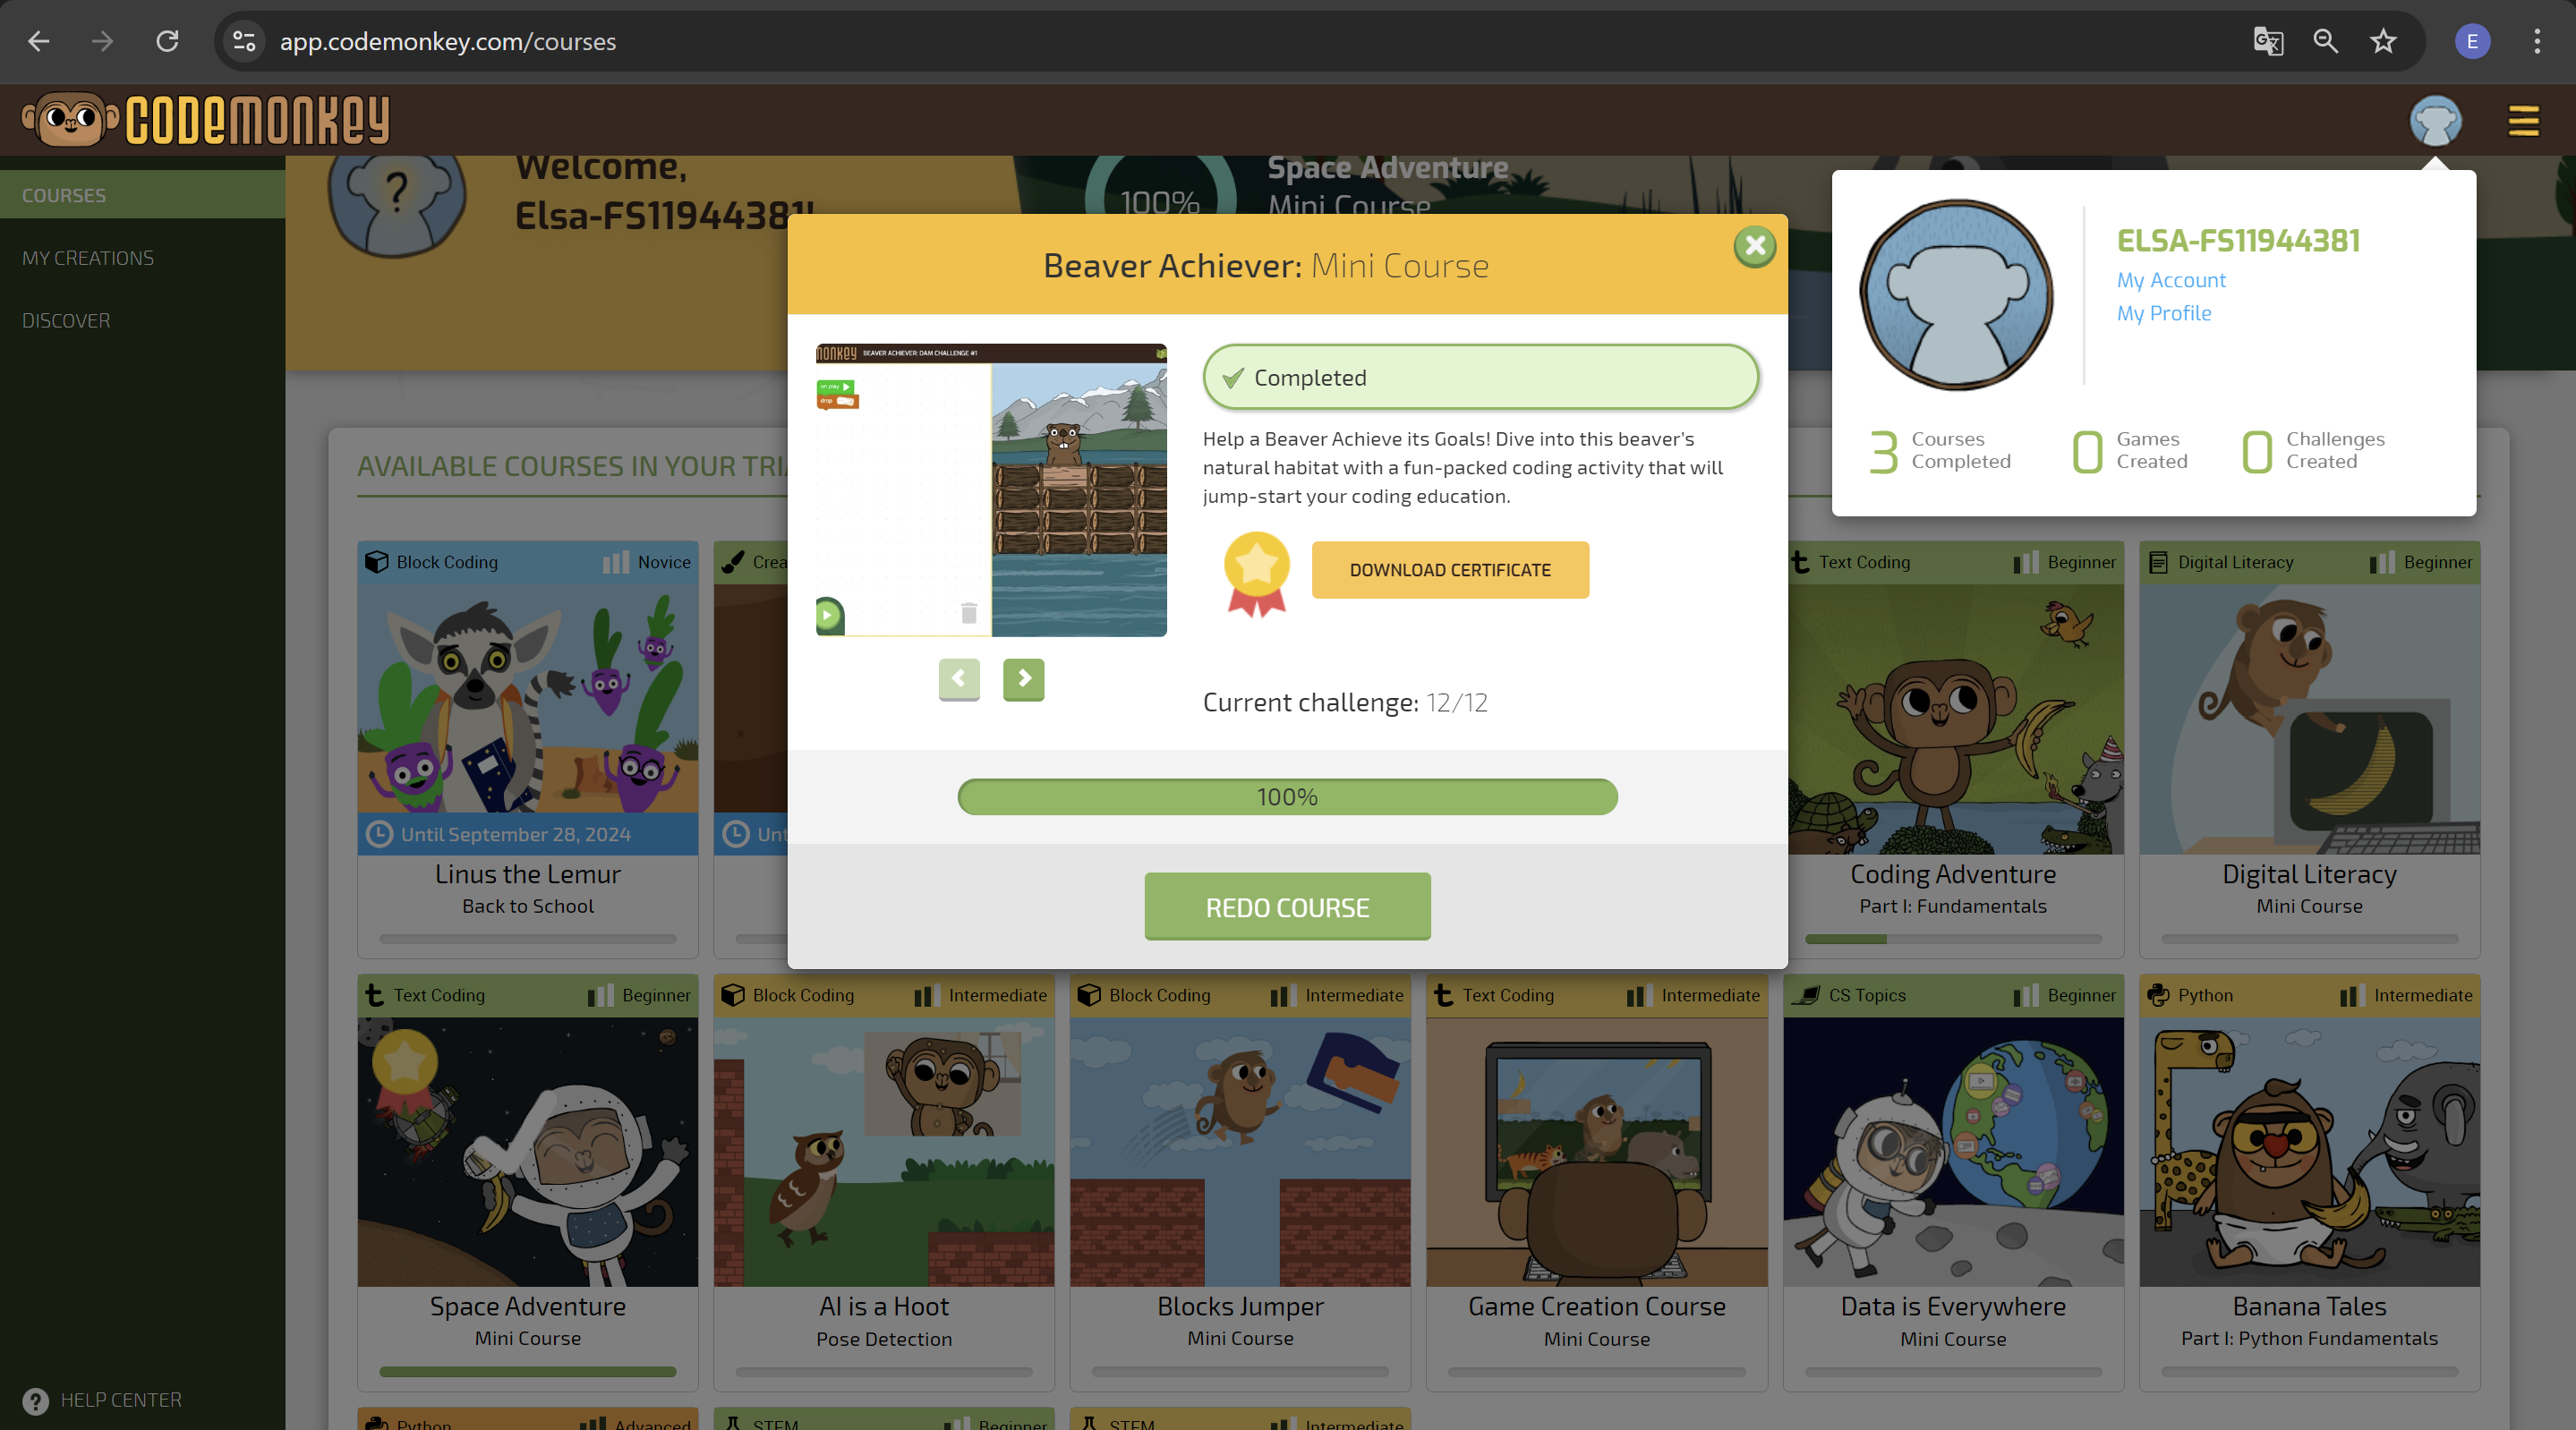 app.codemonkey.com/courses
E
CODEMONKEY
COURSES
MY CREATIONS
DISCOVER
HELP CENTER
?
Welcome,
Elsa-FS11944381!
100%
Space Adventure
Mini Course
ELSA-FS11944381
My Account
My Profile
3 Courses Completed
0 Games Created
0 Challenges Created
Beaver Achiever: Mini Course
MONKEY BEAVER ACHIEVER: DAM CHALLENGE #1
on play
drop
Completed
Help a Beaver Achieve its Goals! Dive into this beaver's
natural habitat with a fun-packed coding activity that will
jump-start your coding education.
DOWNLOAD CERTIFICATE
Current challenge: 12/12
100%
REDO COURSE
AVAILABLE COURSES IN YOUR TRIA
Block Coding Novice
Until September 28, 2024
Linus the Lemur
Back to School
Crea
Unt
Text Coding Beginner
Coding Adventure
Part I: Fundamentals
Digital Literacy Beginner
Digital Literacy
Mini Course
Text Coding Beginner
Space Adventure
Mini Course
Block Coding Intermediate
AI is a Hoot
Pose Detection
Block Coding Intermediate
Blocks Jumper
Mini Course
Text Coding Intermediate
Game Creation Course
Mini Course
CS Topics Beginner
Data is Everywhere
Mini Course
Python Intermediate
Banana Tales
Part I: Python Fundamentals
Python Advanced
STEM Beginner
STEM Intermediate